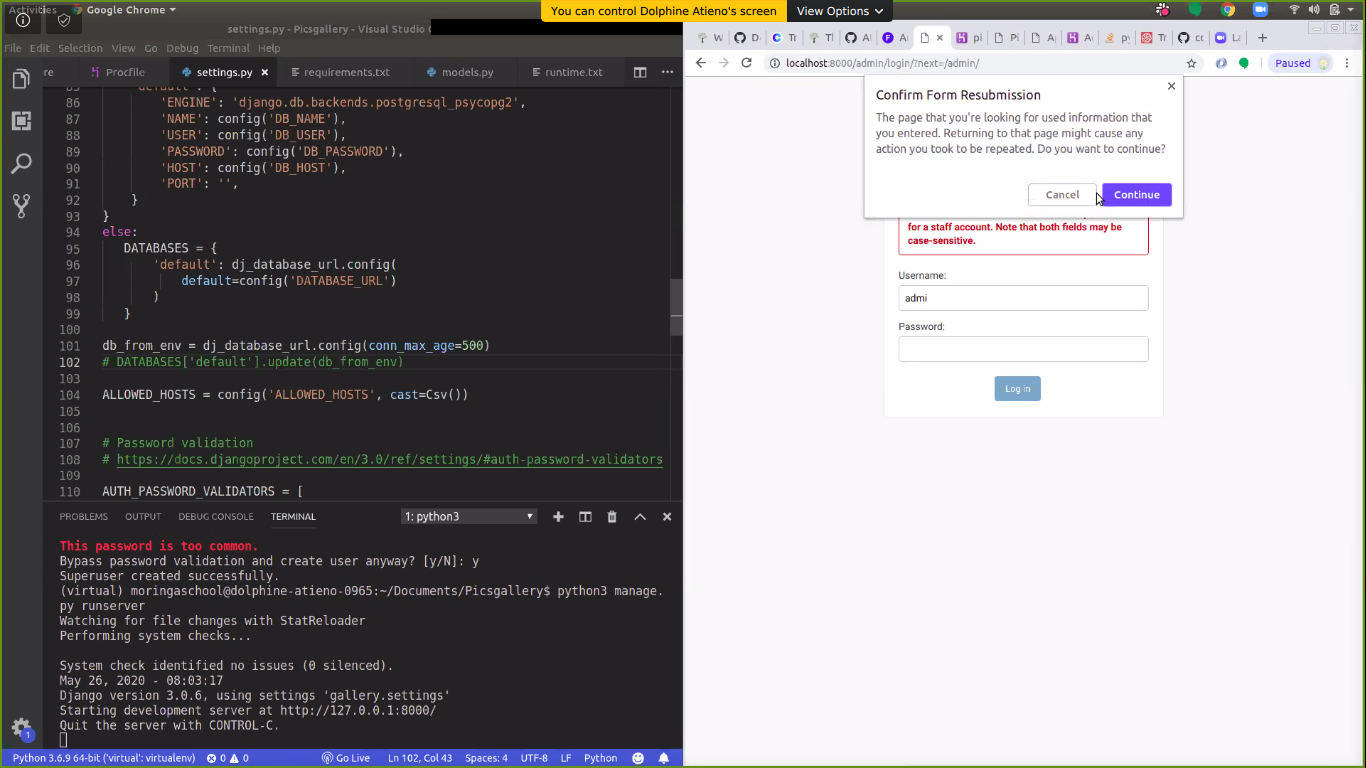 Activities
Google Chrome
You can control Dolphine Atieno's screen
View Options
settings.py - Picsgallery - Visual Studio
File Edit Selection View Go Debug Terminal Help
re
Procfile
settings.py
requirements.txt
models.py
runtime.txt
85
'default': {
86 'ENGINE': 'django.db.backends.postgresql_psycopg2',
87 'NAME': config('DB_NAME'),
88 'USER': config('DB_USER'),
89 'PASSWORD': config('DB_PASSWORD'),
90 'HOST': config('DB_HOST'),
91 'PORT': '',
92 }
93 }
94 else:
95 DATABASES = {
96 'default': dj_database_url.config(
97 default=config('DATABASE_URL')
98 )
99 }
100
101 db_from_env = dj_database_url.config(conn_max_age=500)
102 # DATABASES['default'].update(db_from_env)
103
104 ALLOWED_HOSTS = config('ALLOWED_HOSTS', cast=Csv())
105
106
107 # Password validation
108 # https://docs.djangoproject.com/en/3.0/ref/settings/#auth-password-validators
109
110 AUTH_PASSWORD_VALIDATORS = [
PROBLEMS OUTPUT DEBUG CONSOLE TERMINAL
1: python3
This password is too common.
Bypass password validation and create user anyway? [y/N]: y
Superuser created successfully.
(virtual) moringaschool@dolphine-atieno-0965:~/Documents/Picsgallery$ python3 manage.
py runserver
Watching for file changes with StatReloader
Performing system checks...
System check identified no issues (0 silenced).
May 26, 2020 - 08:03:17
Django version 3.0.6, using settings 'gallery.settings'
Starting development server at http://127.0.0.1:8000/
Quit the server with CONTROL-C.
1
Python 3.6.9 64-bit ('virtual': virtualenv) 0 0 Go Live Ln 102, Col 43 Spaces: 4 UTF-8 LF Python
localhost:8000/admin/login/?next=/admin/
Paused
Confirm Form Resubmission
The page that you're looking for used information that
you entered. Returning to that page might cause any
action you took to be repeated. Do you want to continue?
Cancel
Continue
for a staff account. Note that both fields may be
case-sensitive.
Username:
admi
Password:
Log in